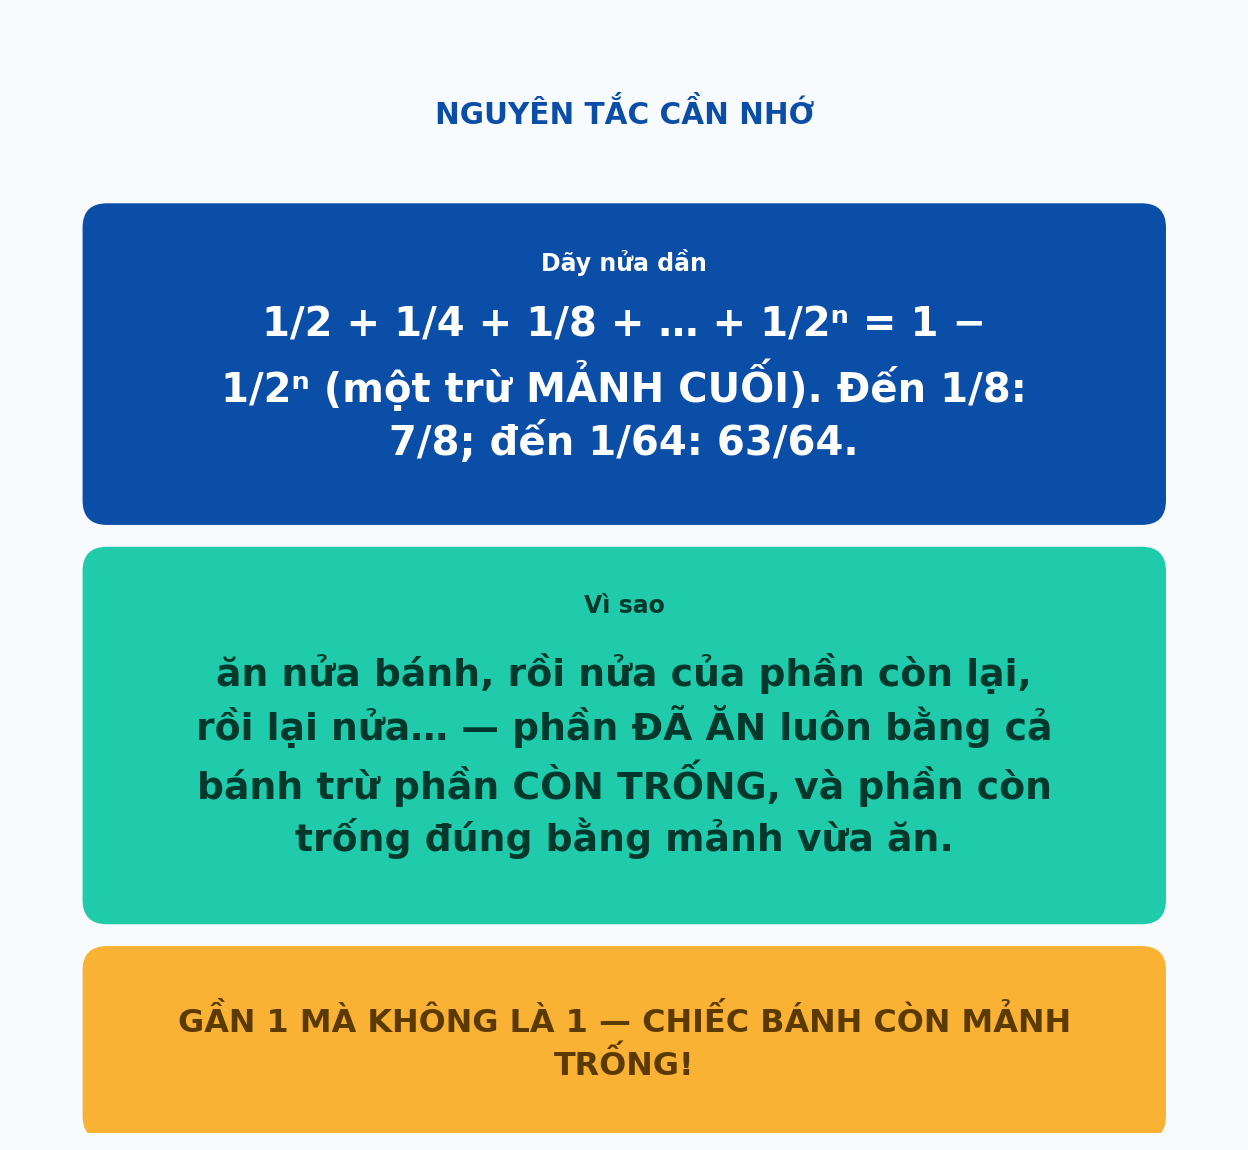 NGUYÊN TẮC CẦN NHỚ
Dãy nửa dần
1/2 + 1/4 + 1/8 + … + 1/2ⁿ = 1 −
1/2ⁿ (một trừ MẢNH CUỐI). Đến 1/8:
7/8; đến 1/64: 63/64.
Vì sao
ăn nửa bánh, rồi nửa của phần còn lại,
rồi lại nửa… — phần ĐÃ ĂN luôn bằng cả
bánh trừ phần CÒN TRỐNG, và phần còn
trống đúng bằng mảnh vừa ăn.
GẦN 1 MÀ KHÔNG LÀ 1 — CHIẾC BÁNH CÒN MẢNH
TRỐNG!